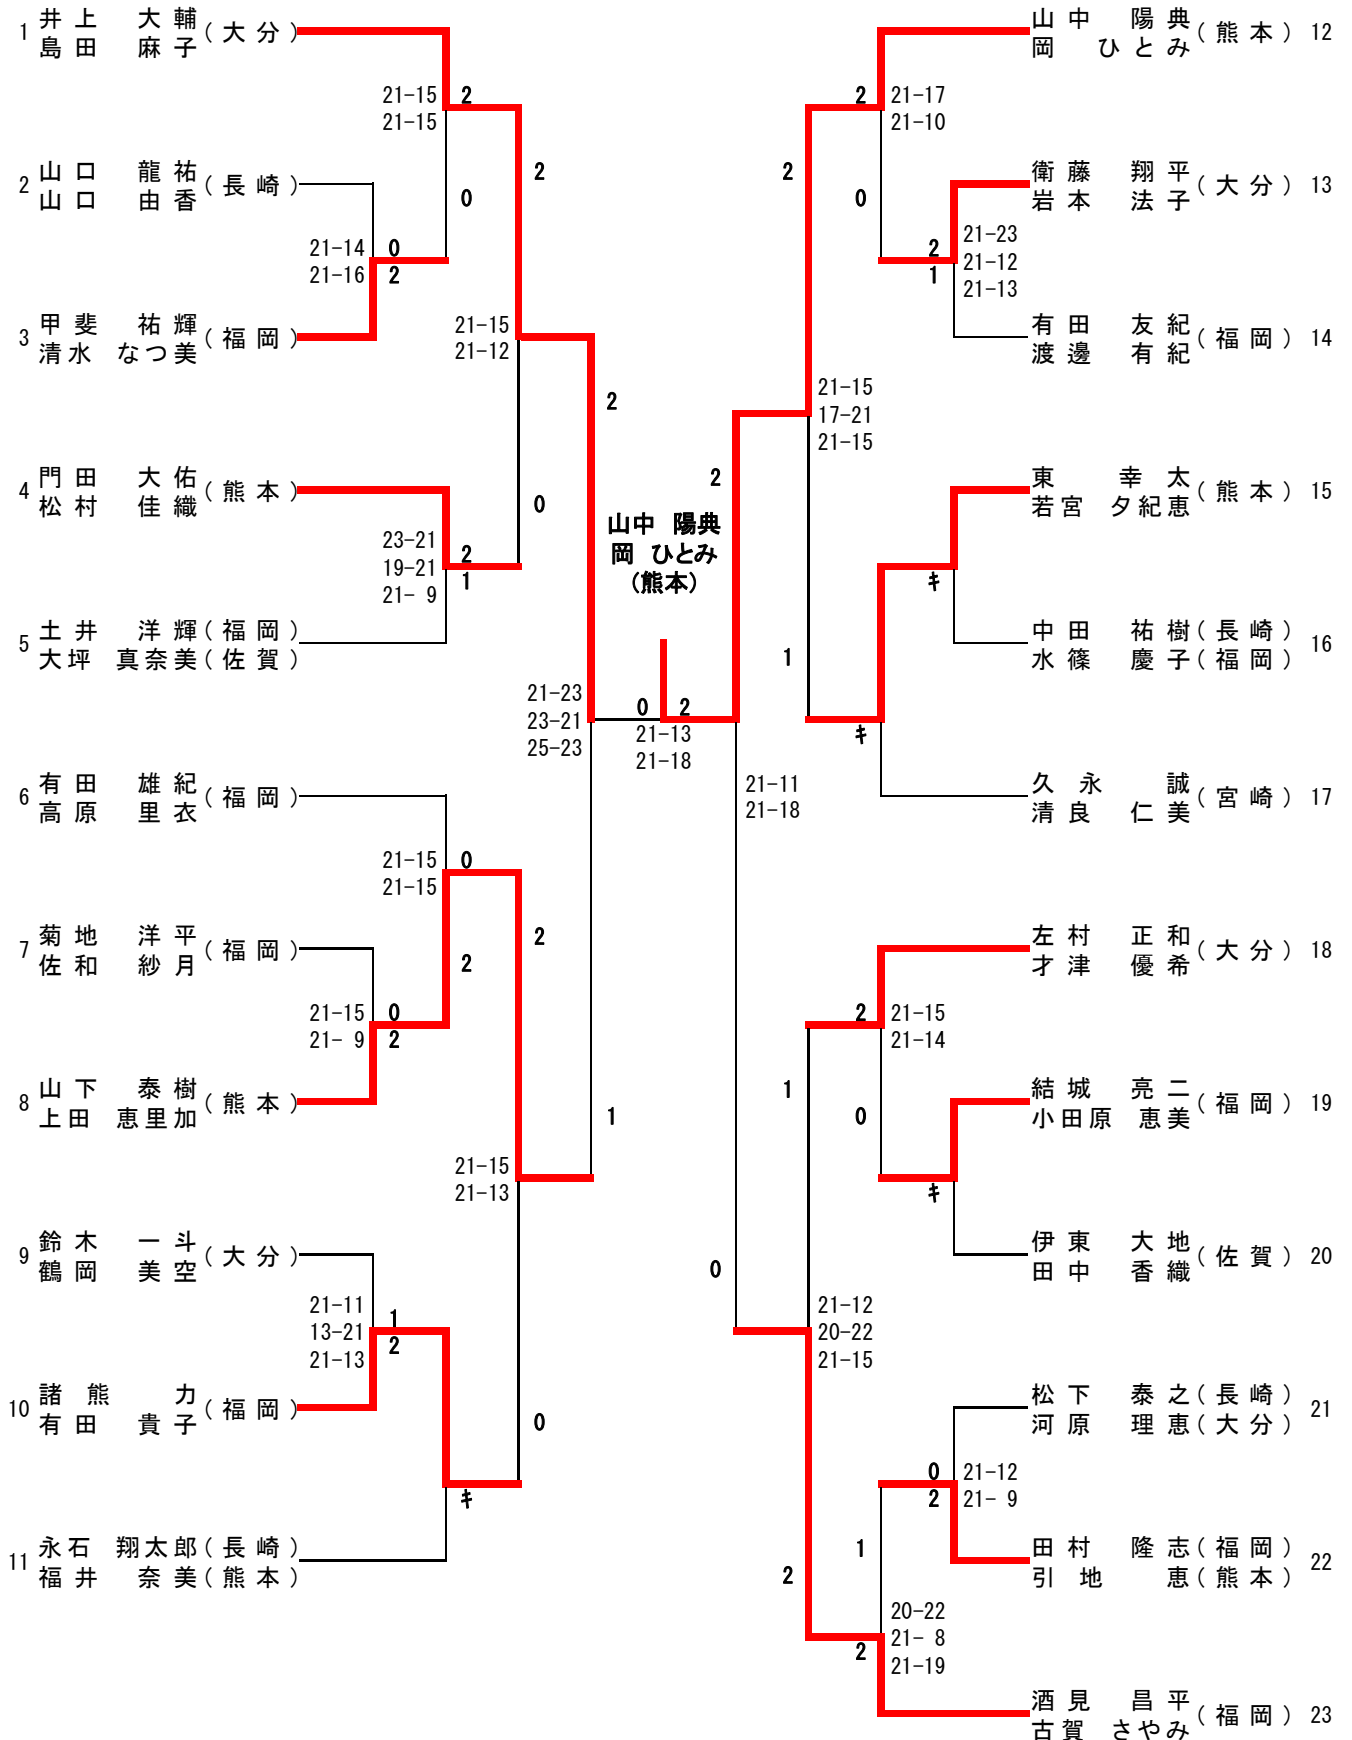 1 井上 大輔 (大分)
島田 麻子
21-15 2
21-15
2
2 山口 龍祐 (長崎)
山口 由香
0
21-14 0
21-16 2
3 甲斐 祐輝 (福岡)
清水 なつ美
21-15
21-12
2
4 門田 大佑 (熊本)
松村 佳織
0
23-21 2
19-21 1
21- 9
5 土井 洋輝 (福岡)
大坪 真奈美 (佐賀)
21-23
23-21
25-23
6 有田 雄紀 (福岡)
高原 里衣
21-15 0
21-15
2
7 菊地 洋平 (福岡)
佐和 紗月
2
21-15 0
21- 9 2
8 山下 泰樹 (熊本)
上田 恵里加
1
21-15
21-13
9 鈴木 一斗 (大分)
鶴岡 美空
21-11 1
13-21 2
21-13
10 諸熊 力 (福岡)
有田 貴子
0
キ
11 永石 翔太郎 (長崎)
福井 奈美 (熊本)
山中 陽典
岡 ひとみ
(熊本)
0 2
21-13
21-18
山中 陽典 (熊本) 12
岡 ひとみ
2 21-17
21-10
2
衛藤 翔平 (大分) 13
岩本 法子
0
2 21-23
1 21-12
21-13
有田 友紀 (福岡) 14
渡邊 有紀
21-15
17-21
21-15
2
東 幸太 (熊本) 15
若宮 夕紀恵
キ
中田 祐樹 (長崎) 16
水篠 慶子 (福岡)
1
キ
21-11
21-18
久永 誠 (宮崎) 17
清良 仁美
左村 正和 (大分) 18
才津 優希
2 21-15
21-14
1
結城 亮二 (福岡) 19
小田原 恵美
0
キ
伊東 大地 (佐賀) 20
田中 香織
0
21-12
20-22
21-15
松下 泰之 (長崎) 21
河原 理恵 (大分)
0 21-12
2 21- 9
田村 隆志 (福岡) 22
引地 恵 (熊本)
1
2
20-22
21- 8
2 21-19
酒見 昌平 (福岡) 23
古賀 さやみ